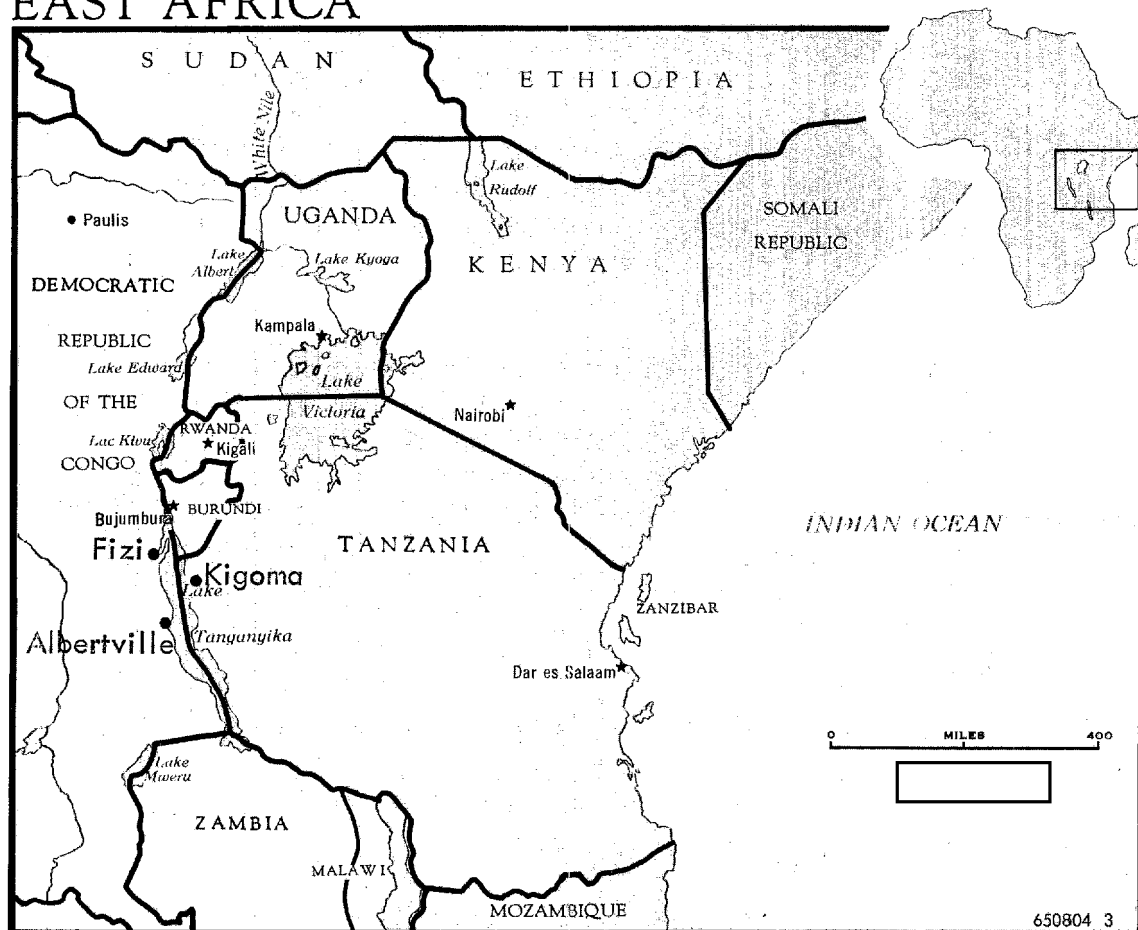 EAST AFRICA
SUDAN
ETHIOPIA
White Nile
Lake
Rudolf
Paulis
UGANDA
SOMALI
REPUBLIC
Lake
Albert
Lake Kyoga
KENYA
DEMOCRATIC
REPUBLIC
OF THE
CONGO
Kampala
Lake Edward
Lake
Victoria
Nairobi
RWANDA
Kigali
Bujumbura
BURUNDI
INDIAN OCEAN
Fizi
TANZANIA
Kigoma
Lake
Tanganyika
ZANZIBAR
Albertville
Dar es Salaam
0 MILES 400
Lake
Mweru
ZAMBIA
MALAWI
MOZAMBIQUE
650804 3